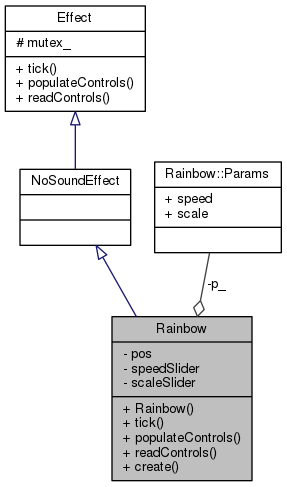 Effect
# mutex_
+ tick()
+ populateControls()
+ readControls()
NoSoundEffect
Rainbow::Params
+ speed
+ scale
-p_
Rainbow
- pos
- speedSlider
- scaleSlider
+ Rainbow()
+ tick()
+ populateControls()
+ readControls()
+ create()